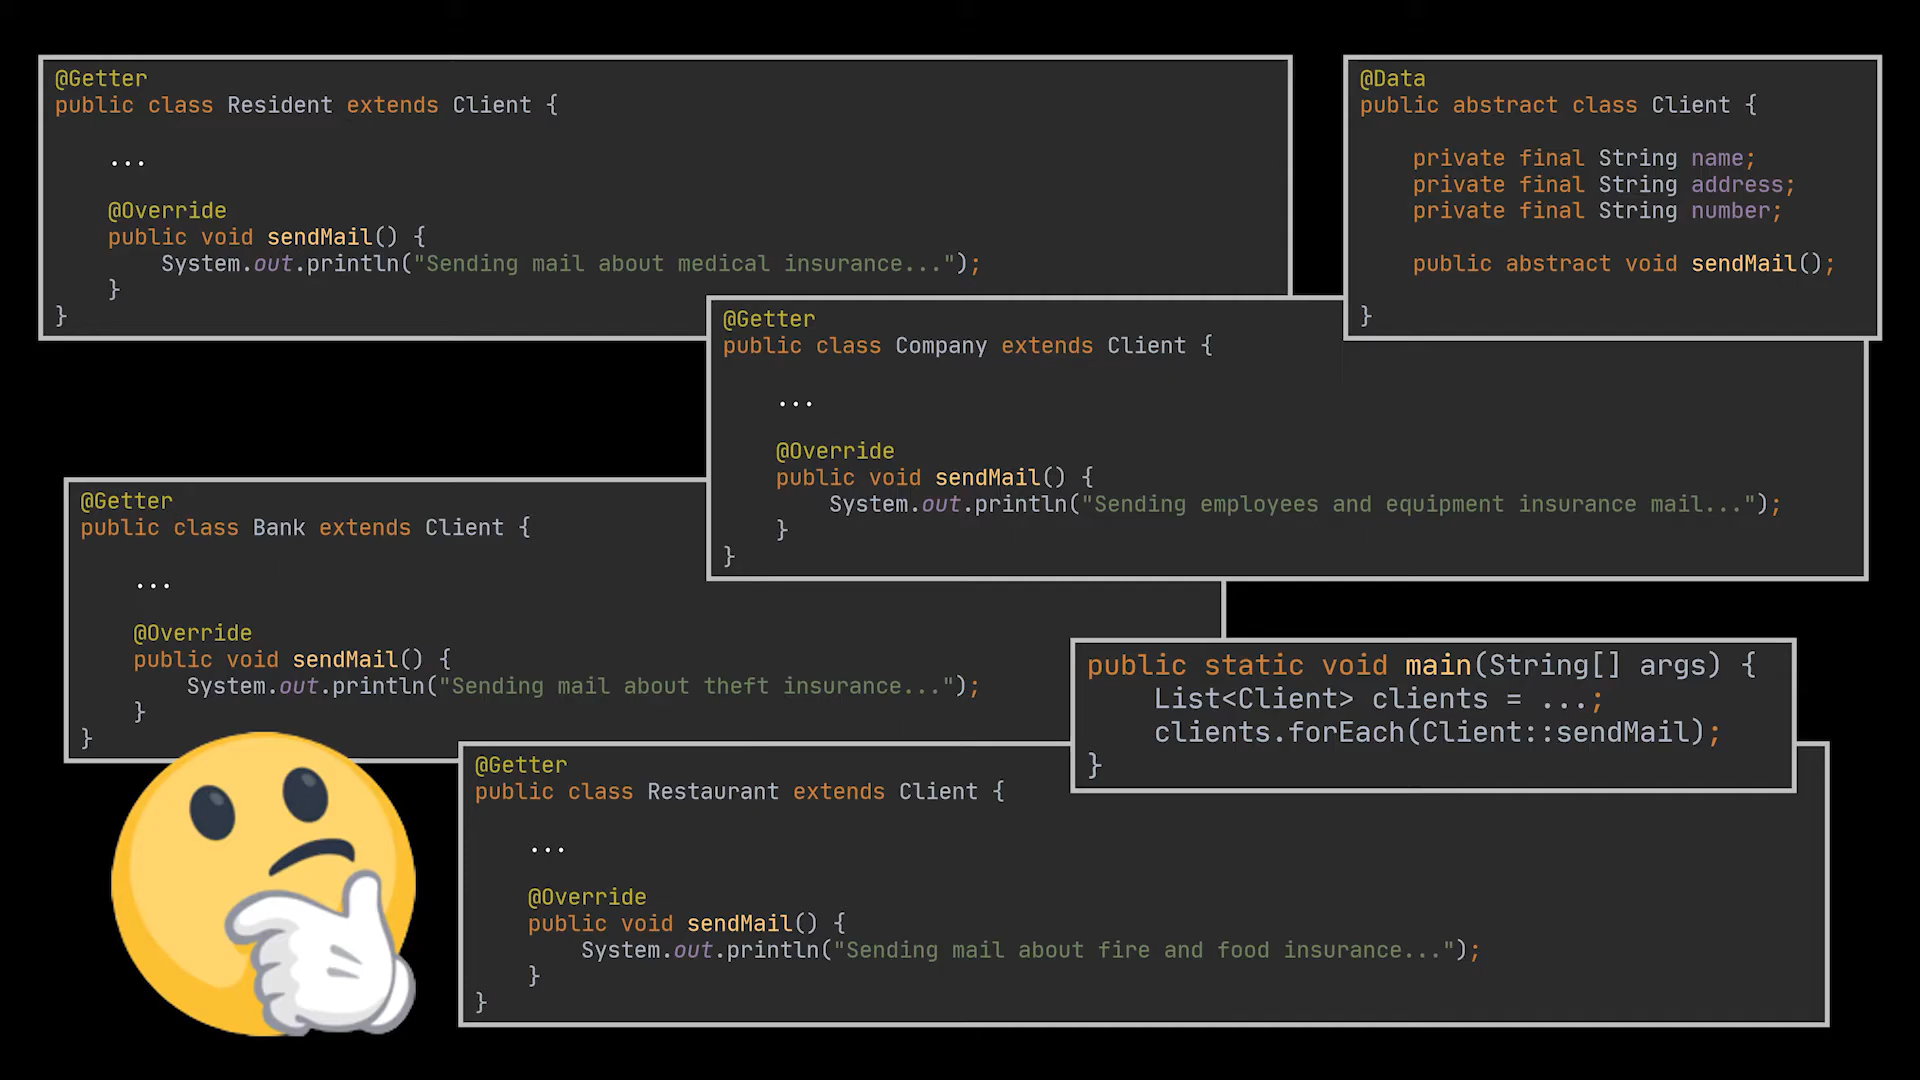 @Getter
public class Resident extends Client {
...
@Override
public void sendMail() {
System.out.println("Sending mail about medical insurance...");
}
}
@Data
public abstract class Client {
private final String name;
private final String address;
private final String number;
public abstract void sendMail();
}
@Getter
public class Company extends Client {
...
@Override
public void sendMail() {
System.out.println("Sending employees and equipment insurance mail...");
}
}
@Getter
public class Bank extends Client {
...
@Override
public void sendMail() {
System.out.println("Sending mail about theft insurance...");
}
}
public static void main(String[] args) {
List<Client> clients = ...;
clients.forEach(Client::sendMail);
}
@Getter
public class Restaurant extends Client {
...
@Override
public void sendMail() {
System.out.println("Sending mail about fire and food insurance...");
}
}